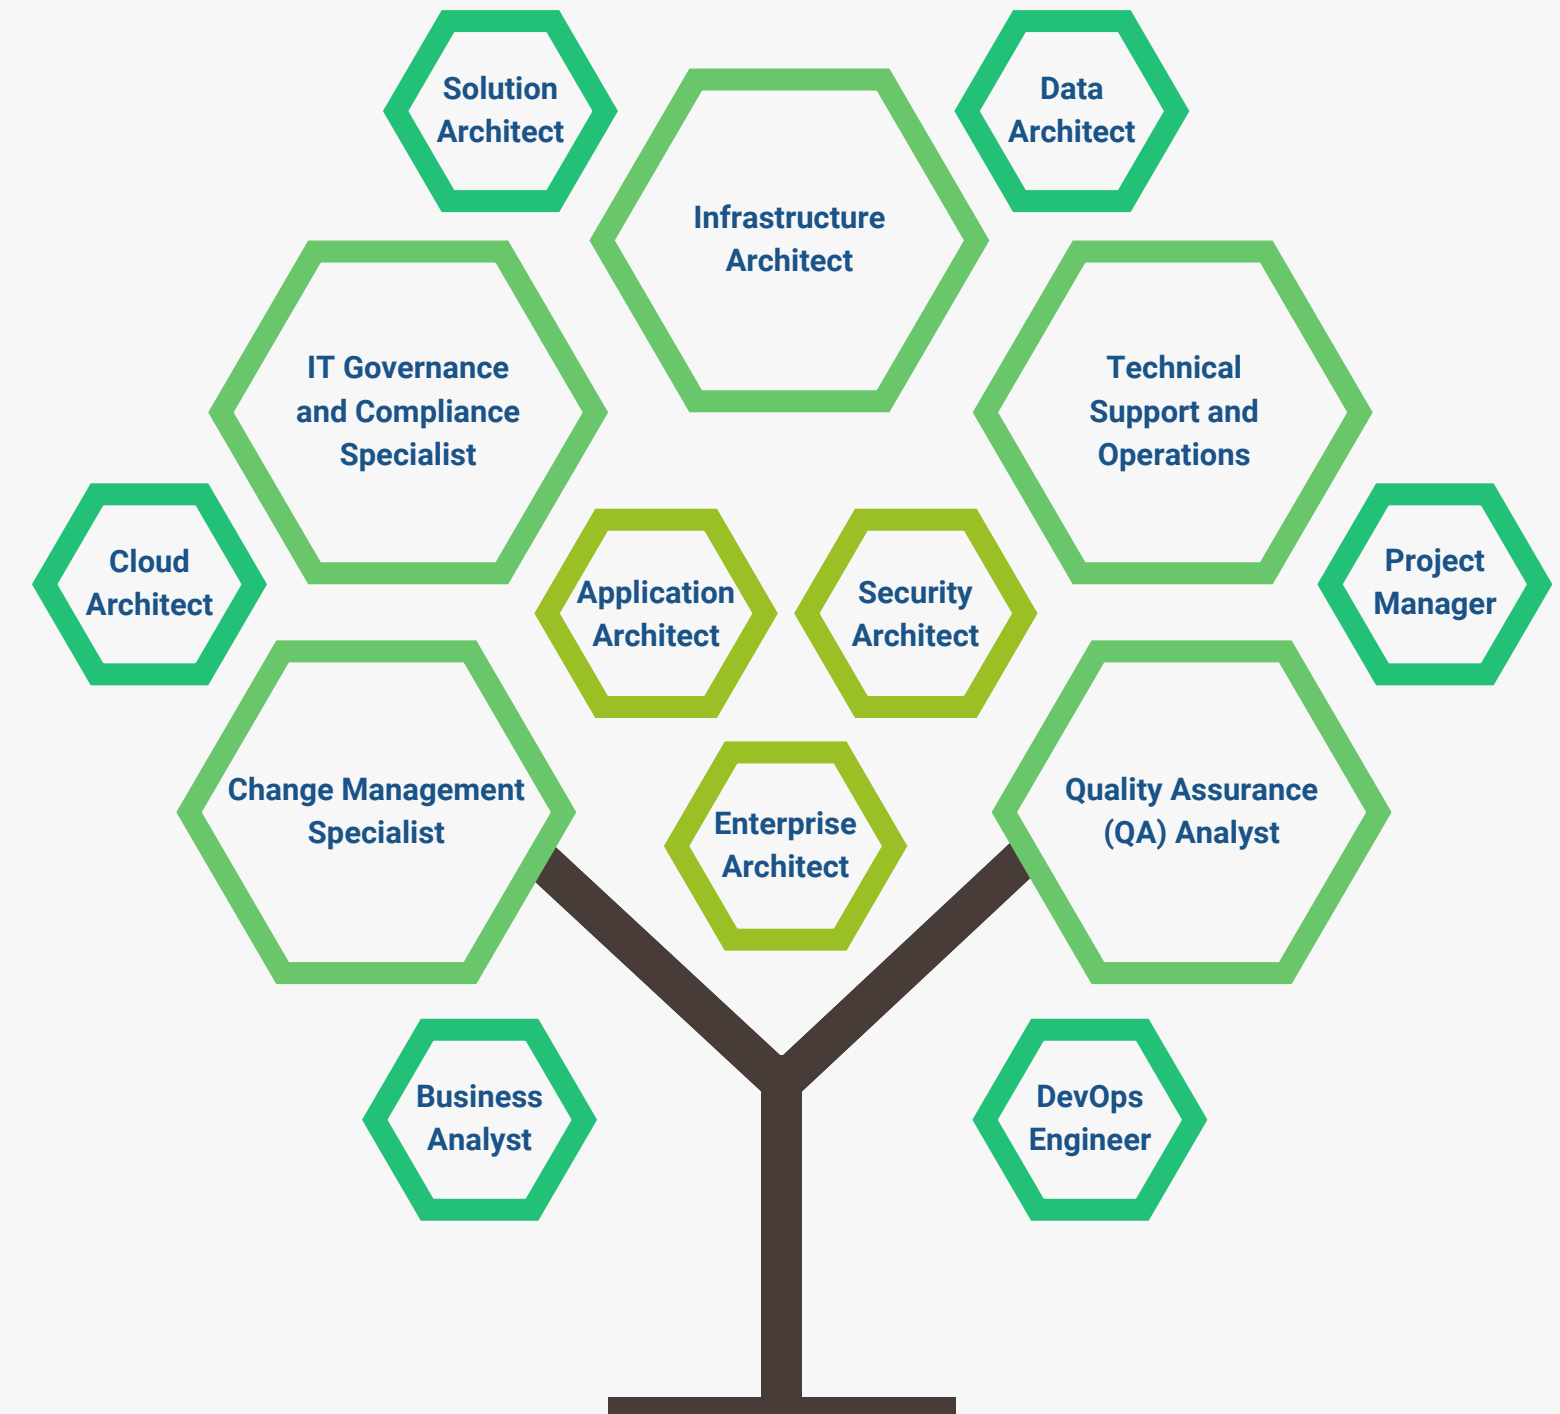 Solution
Architect
Data
Architect
Infrastructure
Architect
IT Governance
and Compliance
Specialist
Technical
Support and
Operations
Cloud
Architect
Application
Architect
Security
Architect
Project
Manager
Change Management
Specialist
Enterprise
Architect
Quality Assurance
(QA) Analyst
Business
Analyst
DevOps
Engineer